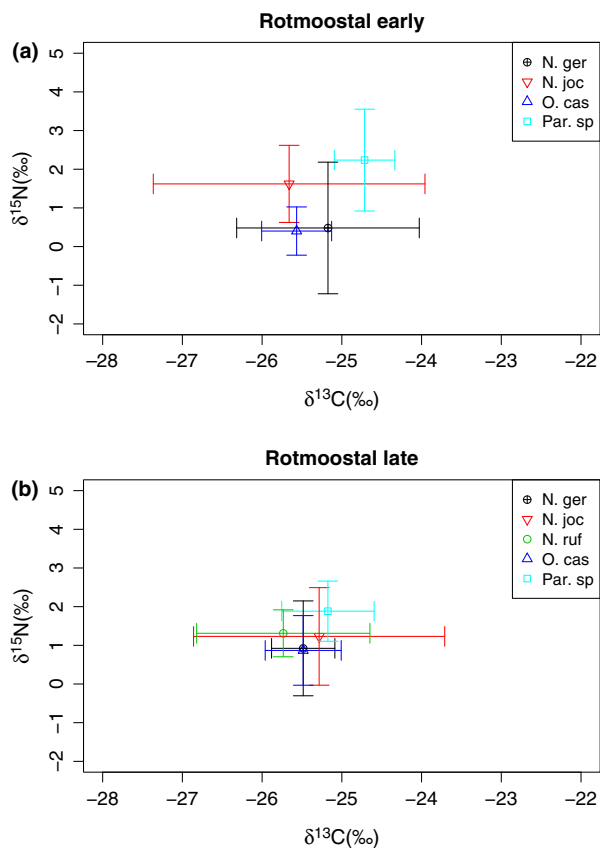 Rotmoostal early
(a)
N. ger
N. joc
O. cas
Par. sp
δ15N(‰)
5
4
3
2
1
0
−1
−2
−28 −27 −26 −25 −24 −23 −22
δ13C(‰)
Rotmoostal late
(b)
N. ger
N. joc
N. ruf
O. cas
Par. sp
δ15N(‰)
5
4
3
2
1
0
−1
−2
−28 −27 −26 −25 −24 −23 −22
δ13C(‰)